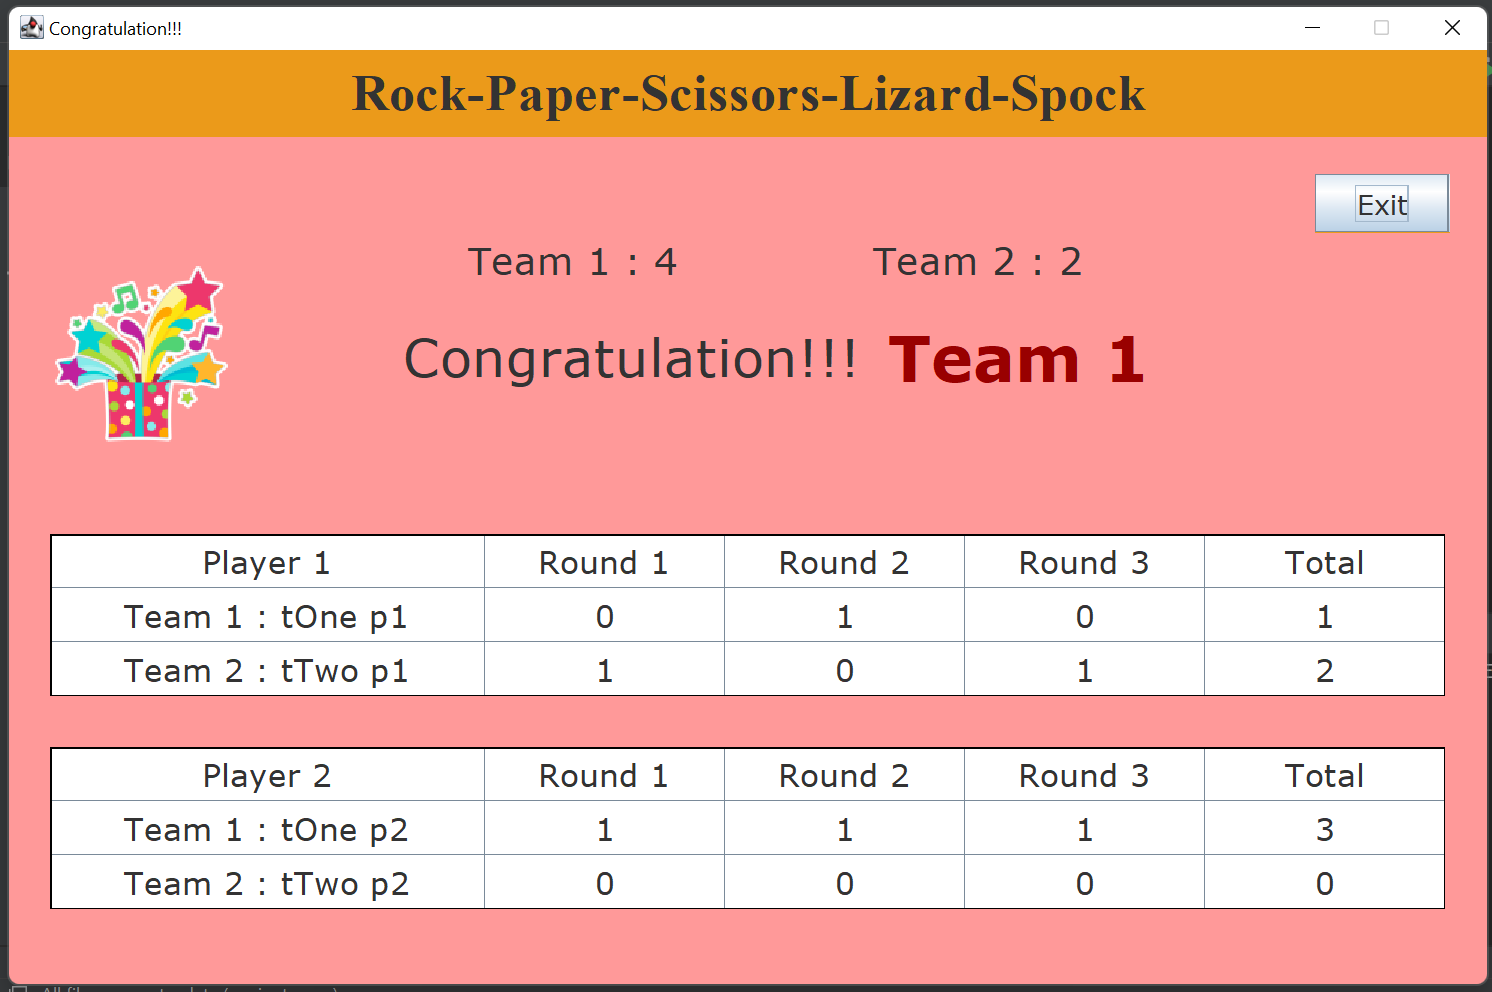 Congratulation!!!
Rock-Paper-Scissors-Lizard-Spock
Exit
Team 1 : 4 Team 2 : 2
Congratulation!!! Team 1
Player 1 Round 1 Round 2 Round 3 Total
Team 1 : tOne p1 0 1 0 1
Team 2 : tTwo p1 1 0 1 2
Player 2 Round 1 Round 2 Round 3 Total
Team 1 : tOne p2 1 1 1 3
Team 2 : tTwo p2 0 0 0 0